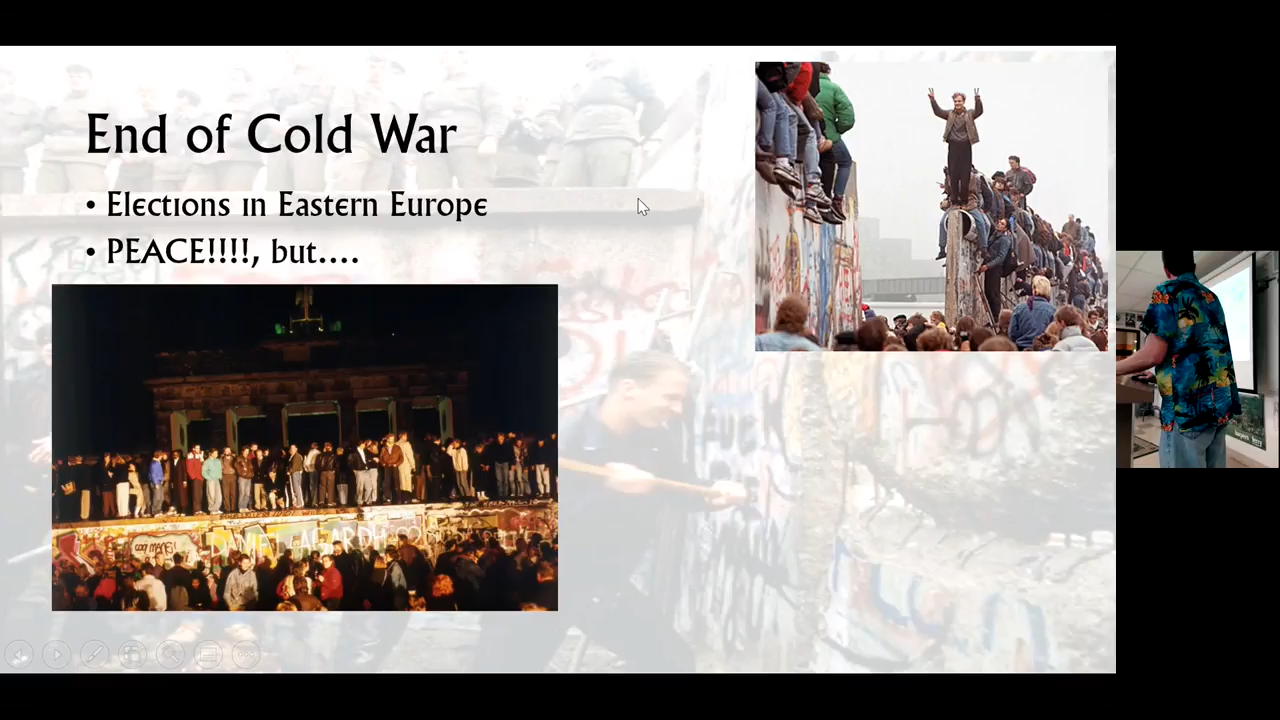 End of Cold War
• Elections in Eastern Europe
• PEACE!!!!, but....